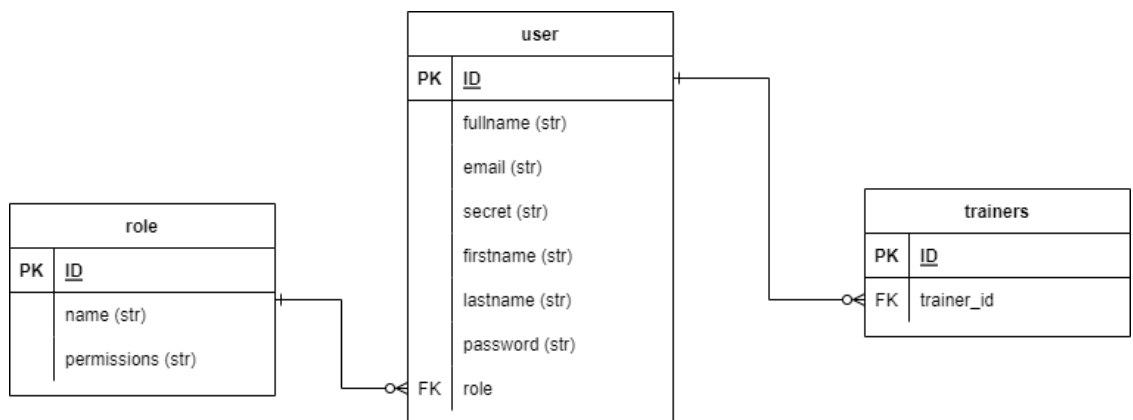 user
PK ID
fullname (str)
email (str)
secret (str)
firstname (str)
lastname (str)
password (str)
FK role
role
PK ID
name (str)
permissions (str)
trainers
PK ID
FK trainer_id